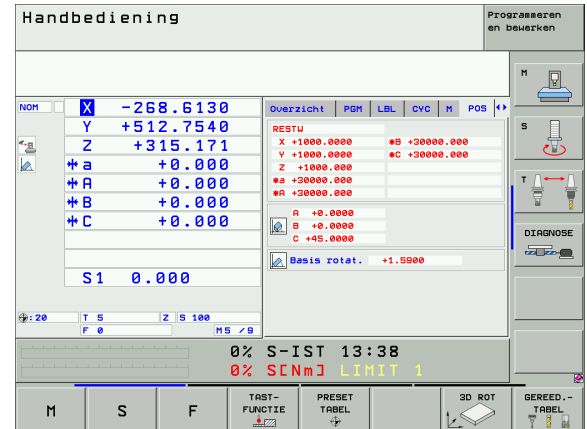 Handbediening
Programmeren
en bewerken
NOM X -268.6130
Y +512.7540
Z +315.171
a +0.000
A +0.000
B +0.000
C +0.000
S1 0.000
:20 T 5 Z S 100
F 0 M5 /9
Overzicht PGM LBL CYC M POS
RESTW
X +1000.0000 *B +30000.000
Y +1000.0000 *C +30000.000
Z +1000.000
*a +30000.000
*A +30000.000
A +0.0000
B +0.0000
C +45.0000
Basis rotat. +1.5900
M
S
T
DIAGNOSE
0% S-IST 13:38
0% S[Nm] LIMIT 1
M
S
F
TAST-
FUNCTIE
PRESET
TABEL
3D ROT
GEREED.-
TABEL